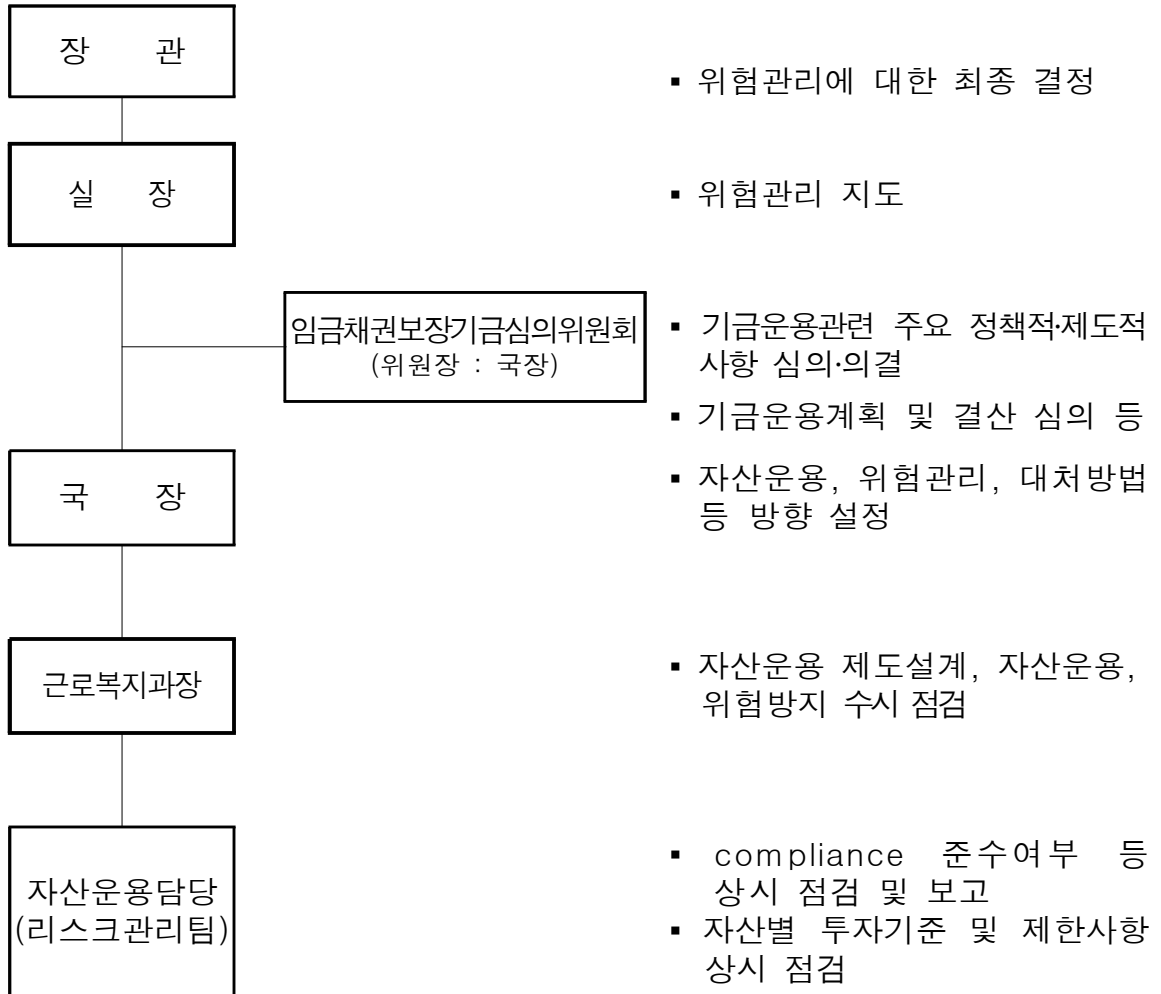 장 관
▪ 위험관리에 대한 최종 결정
실 장
▪ 위험관리 지도
임금채권보장기금심의위원회
(위원장 : 국장)
▪ 기금운용관련 주요 정책적·제도적
사항 심의·의결
▪ 기금운용계획 및 결산 심의 등
국 장
▪ 자산운용, 위험관리, 대처방법
등 방향 설정
근로복지과장
▪ 자산운용 제도설계, 자산운용,
위험방지 수시 점검
자산운용담당
(리스크관리팀)
▪ compliance 준수여부 등
상시 점검 및 보고
▪ 자산별 투자기준 및 제한사항
상시 점검